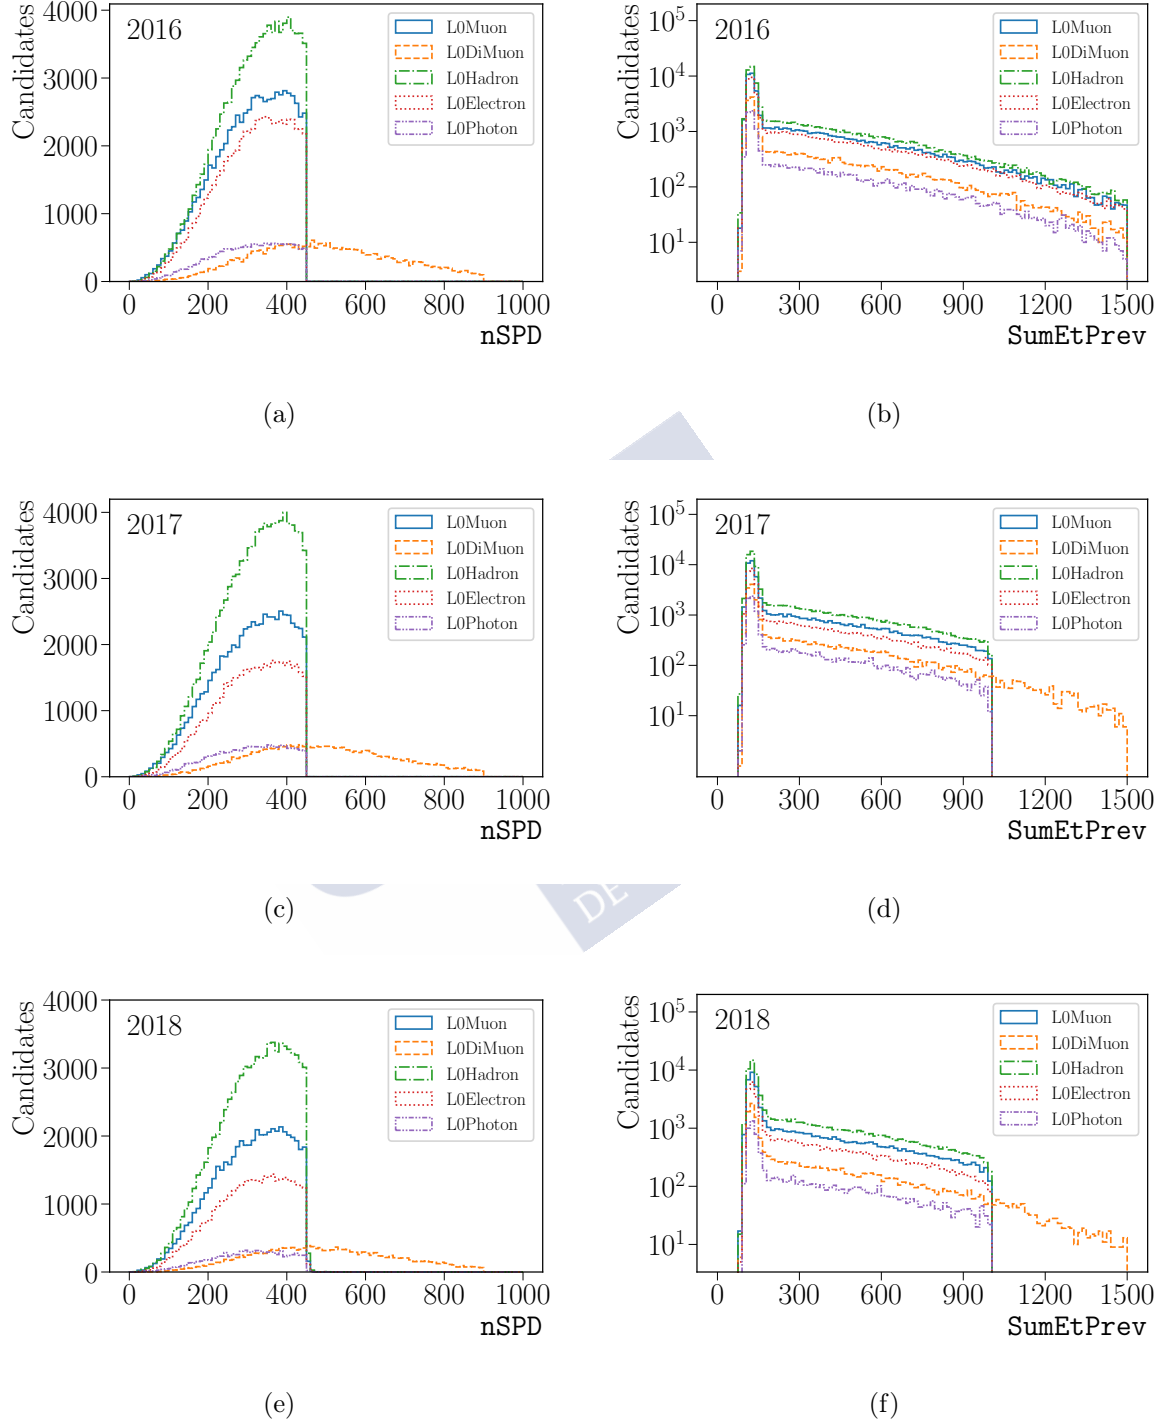 Candidates
4000
3000
2000
1000
0
2016
L0Muon
L0DiMuon
L0Hadron
L0Electron
L0Photon
0 200 400 600 800 1000
nSPD
(a)
Candidates
10^5
10^4
10^3
10^2
10^1
2016
L0Muon
L0DiMuon
L0Hadron
L0Electron
L0Photon
0 300 600 900 1200 1500
SumEtPrev
(b)
Candidates
4000
3000
2000
1000
0
2017
L0Muon
L0DiMuon
L0Hadron
L0Electron
L0Photon
0 200 400 600 800 1000
nSPD
(c)
Candidates
10^5
10^4
10^3
10^2
10^1
2017
L0Muon
L0DiMuon
L0Hadron
L0Electron
L0Photon
0 300 600 900 1200 1500
SumEtPrev
(d)
DE
Candidates
4000
3000
2000
1000
0
2018
L0Muon
L0DiMuon
L0Hadron
L0Electron
L0Photon
0 200 400 600 800 1000
nSPD
(e)
Candidates
10^5
10^4
10^3
10^2
10^1
2018
L0Muon
L0DiMuon
L0Hadron
L0Electron
L0Photon
0 300 600 900 1200 1500
SumEtPrev
(f)